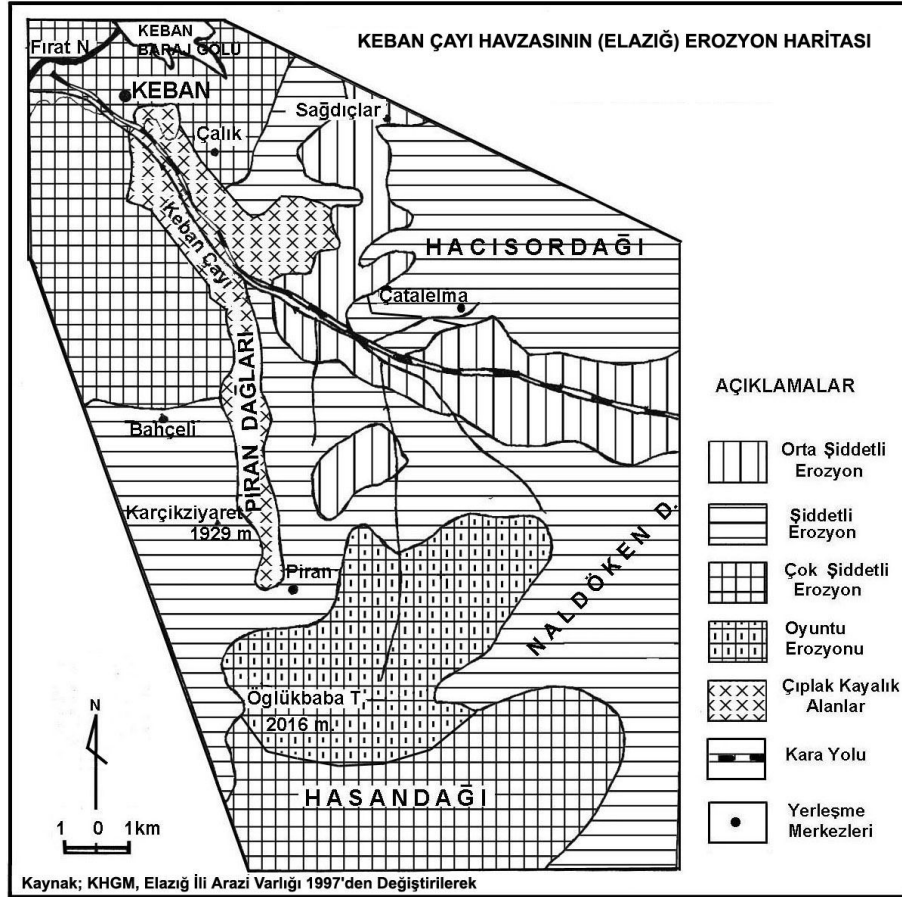 KEBAN ÇAYI HAVZASININ (ELAZIĞ) EROZYON HARİTASI
KEBAN
BARAJ GÖLÜ
Fırat N
KEBAN
Sağdıçlar
Çalık
Keban Çayı
HACISORDAĞI
Çatalelma
PİRAN DAĞLARI
Bahçeli
Karçikziyaret
1929 m
Piran
NALDÖKEN D.
Öglükbaba T,
2016 m.
HASANDAĞI
N
1 0 1km
AÇIKLAMALAR
Orta Şiddetli
Erozyon
Şiddetli
Erozyon
Çok Şiddetli
Erozyon
Oyuntu
Erozyonu
Çıplak Kayalık
Alanlar
Kara Yolu
Yerleşme
Merkezleri
Kaynak; KHGM, Elazığ İli Arazi Varlığı 1997'den Değiştirilerek